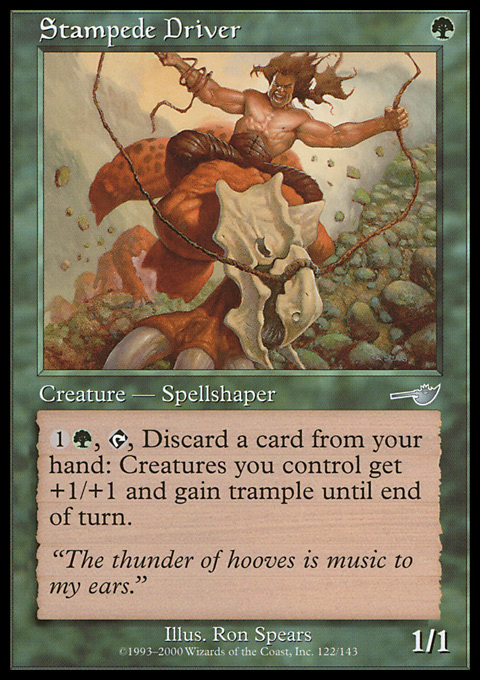 Stampede Driver
Creature — Spellshaper
1, Discard a card from your
hand: Creatures you control get
+1/+1 and gain trample until end
of turn.
“The thunder of hooves is music to
my ears.”
Illus. Ron Spears
©1993–2000 Wizards of the Coast, Inc. 122/143
1/1